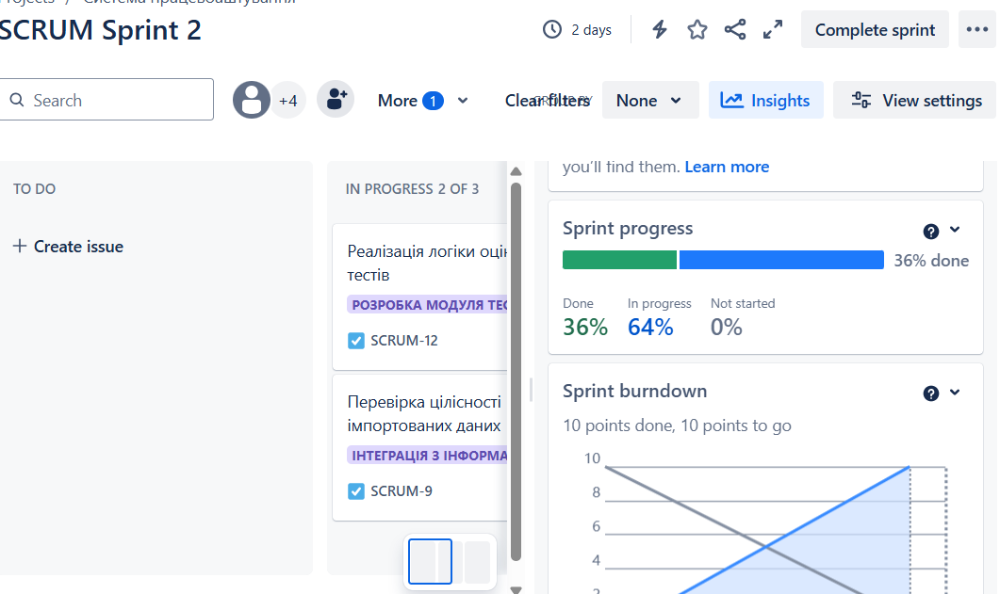 Projects / Система працевлаштування
SCRUM Sprint 2
2 days
Complete sprint
Search
+4
More 1
Clear filters
GROUP BY
None
Insights
View settings
TO DO
+ Create issue
IN PROGRESS 2 OF 3
Реалізація логіки оцін
тестів
РОЗРОБКА МОДУЛЯ ТЕС
SCRUM-12
Перевірка цілісності
імпортованих даних
ІНТЕГРАЦІЯ З ІНФОРМА
SCRUM-9
you'll find them. Learn more
Sprint progress
36% done
Done
36%
In progress
64%
Not started
0%
Sprint burndown
10 points done, 10 points to go
10
8
6
4
2